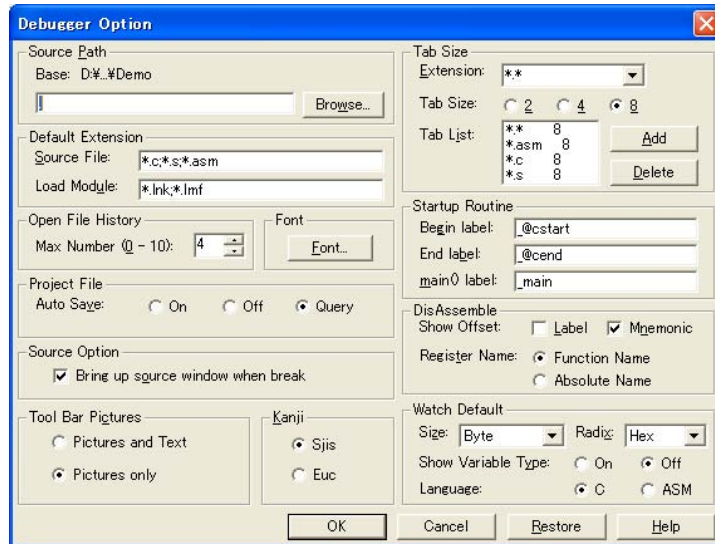 Debugger Option
Source Path
Base: D:¥...¥Demo
.
Browse...
Default Extension
Source File: *.c;*.s;*.asm
Load Module: *.lnk;*.lmf
Open File History
Max Number (0 - 10): 4
Font
Font...
Project File
Auto Save: On Off Query
Source Option
Bring up source window when break
Tool Bar Pictures
Pictures and Text
Pictures only
Kanji
Sjis
Euc
Tab Size
Extension: *.*
Tab Size: 2 4 8
Tab List:
*.* 8
*.asm 8
*.c 8
*.s 8
Add
Delete
Startup Routine
Begin label: _@cstart
End label: _@cend
main() label: _main
DisAssemble
Show Offset: Label Mnemonic
Register Name: Function Name
Absolute Name
Watch Default
Size: Byte Radix: Hex
Show Variable Type: On Off
Language: C ASM
OK Cancel Restore Help